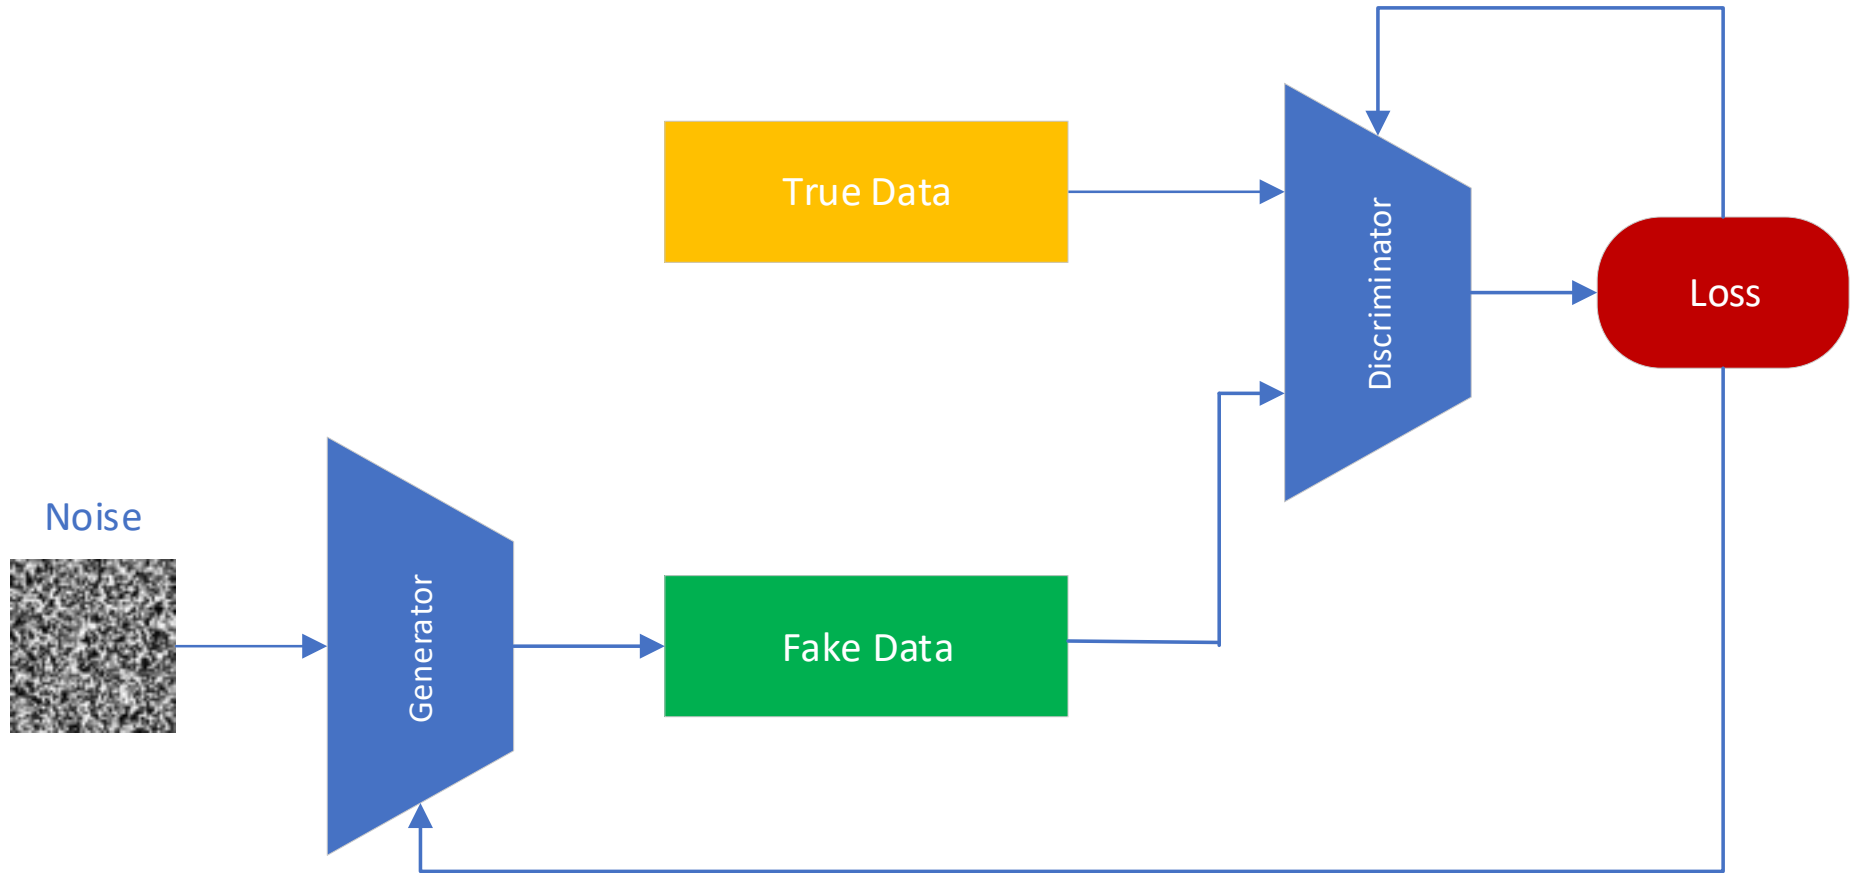 True Data
Discriminator
Loss
Noise
Generator
Fake Data